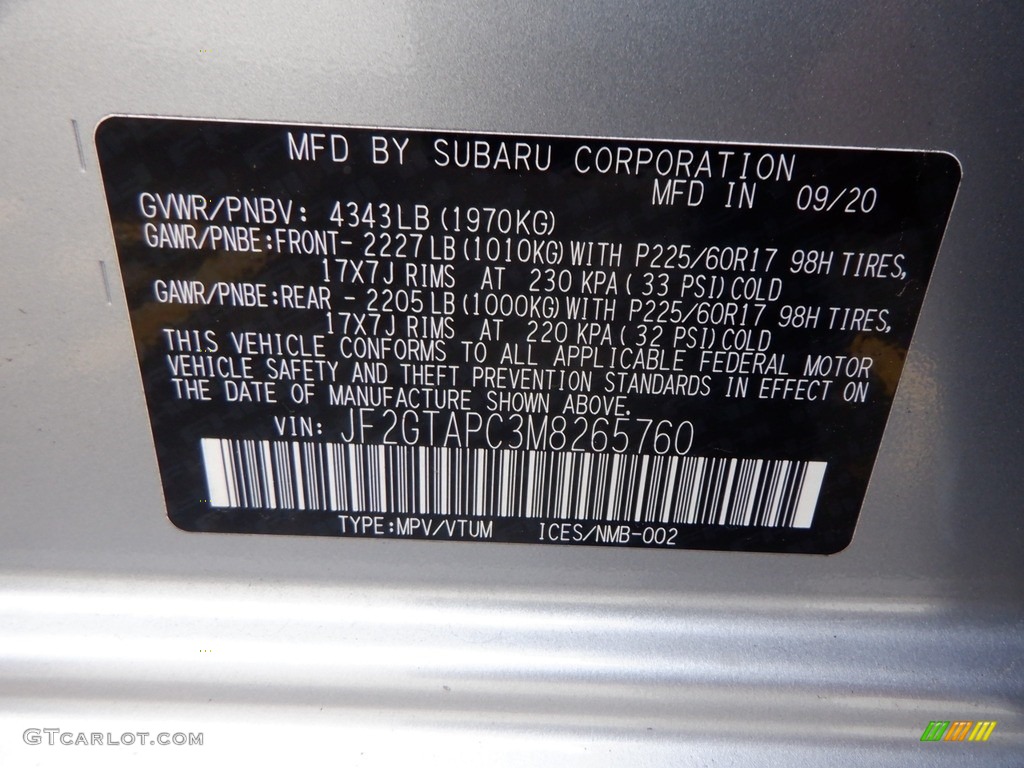 MFD BY SUBARU CORPORATION
MFD IN 09/20
GVWR/PNBV: 4343LB (1970KG)
GAWR/PNBE:FRONT- 2227 LB (1010KG) WITH P225/60R17 98H TIRES,
17X7J RIMS AT 230 KPA ( 33 PSI) COLD
GAWR/PNBE:REAR - 2205 LB (1000KG) WITH P225/60R17 98H TIRES,
17X7J RIMS AT 220 KPA ( 32 PSI) COLD
THIS VEHICLE CONFORMS TO ALL APPLICABLE FEDERAL MOTOR
VEHICLE SAFETY AND THEFT PREVENTION STANDARDS IN EFFECT ON
THE DATE OF MANUFACTURE SHOWN ABOVE.
VIN: JF2GTAPC3M8265760
TYPE:MPV/VTUM ICES/NMB-002
GTCARLOT.COM